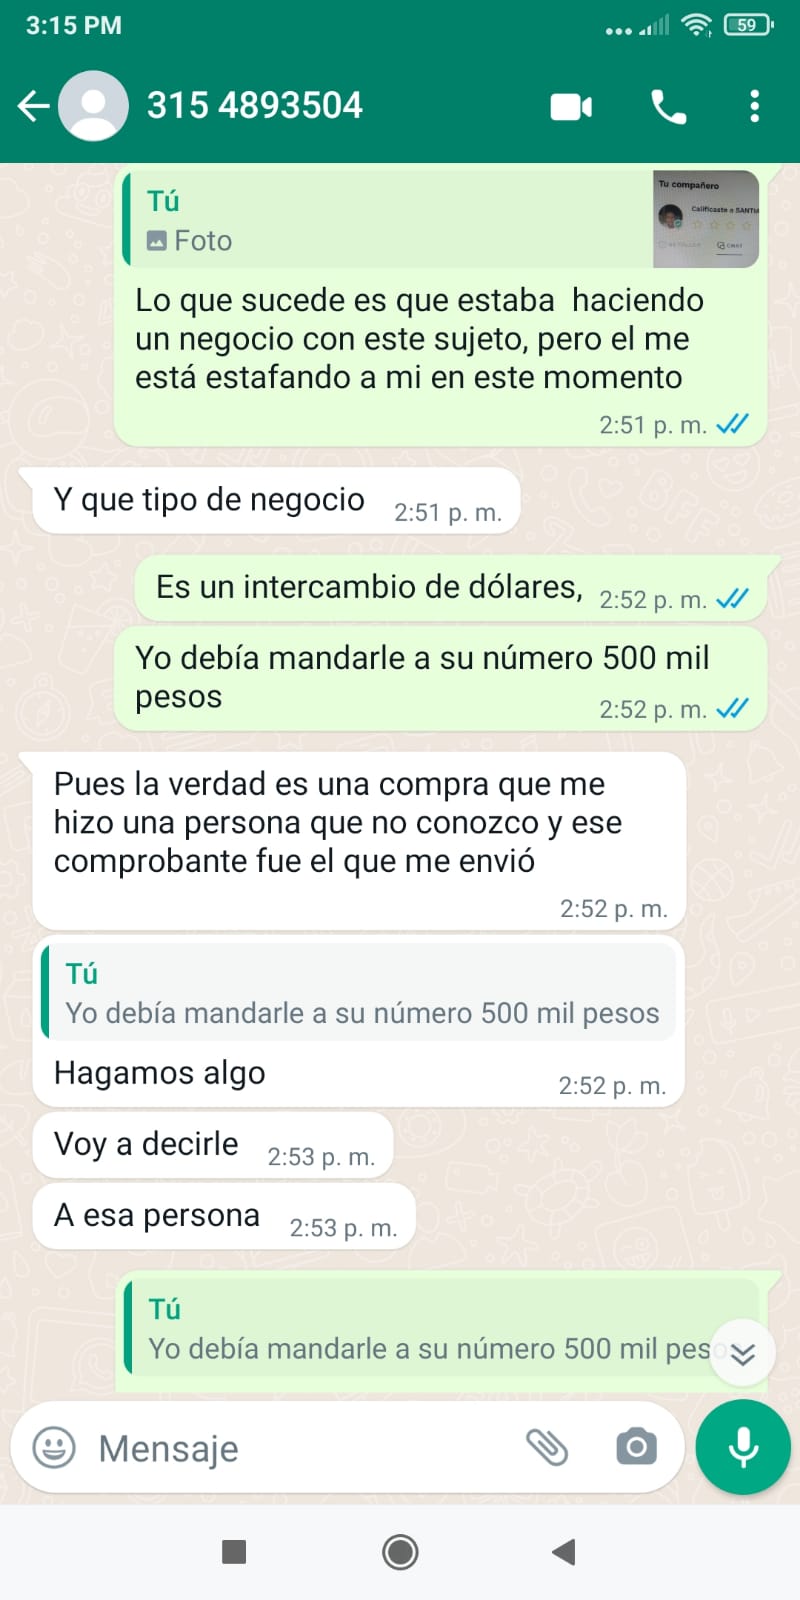 3:15 PM
59
315 4893504
Tú
Foto
Tu compañero
Calificaste a SANTIA
CHAT
Lo que sucede es que estaba haciendo
un negocio con este sujeto, pero el me
está estafando a mi en este momento
2:51 p. m.
Y que tipo de negocio 2:51 p. m.
Es un intercambio de dólares, 2:52 p. m.
Yo debía mandarle a su número 500 mil
pesos
2:52 p. m.
Pues la verdad es una compra que me
hizo una persona que no conozco y ese
comprobante fue el que me envió
2:52 p. m.
Tú
Yo debía mandarle a su número 500 mil pesos
Hagamos algo 2:52 p. m.
Voy a decirle 2:53 p. m.
A esa persona 2:53 p. m.
Tú
Yo debía mandarle a su número 500 mil peso
Mensaje